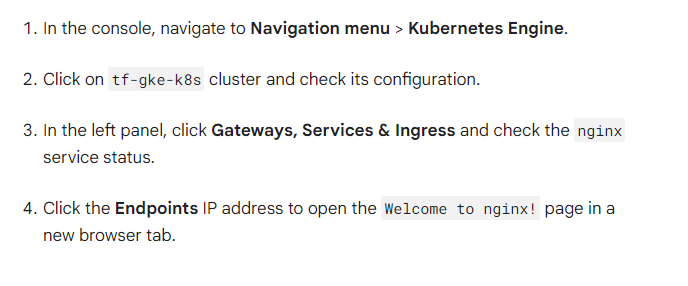 1. In the console, navigate to Navigation menu > Kubernetes Engine.
2. Click on tf-gke-k8s cluster and check its configuration.
3. In the left panel, click Gateways, Services & Ingress and check the nginx
service status.
4. Click the Endpoints IP address to open the Welcome to nginx! page in a
new browser tab.